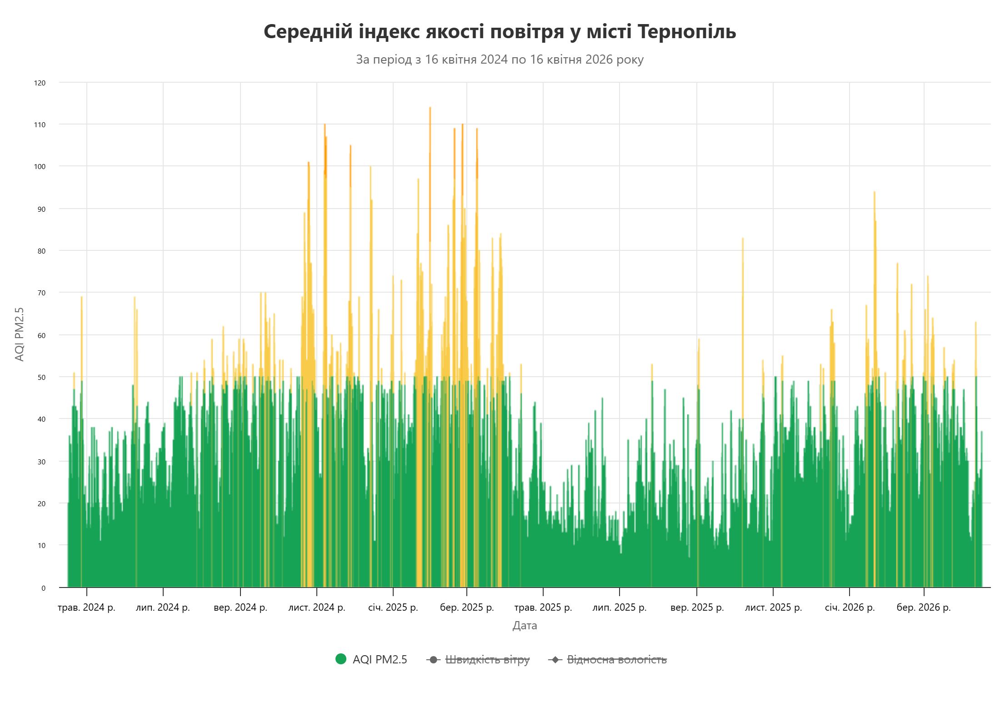 Середній індекс якості повітря у місті Тернопіль
За період з 16 квітня 2024 по 16 квітня 2026 року
120
110
100
90
80
70
60
50
40
30
20
10
0
AQI PM2.5
трав. 2024 р. лип. 2024 р. вер. 2024 р. лист. 2024 р. січ. 2025 р. бер. 2025 р. трав. 2025 р. лип. 2025 р. вер. 2025 р. лист. 2025 р. січ. 2026 р. бер. 2026 р.
Дата
AQI PM2.5 Швидкість вітру Відносна вологість